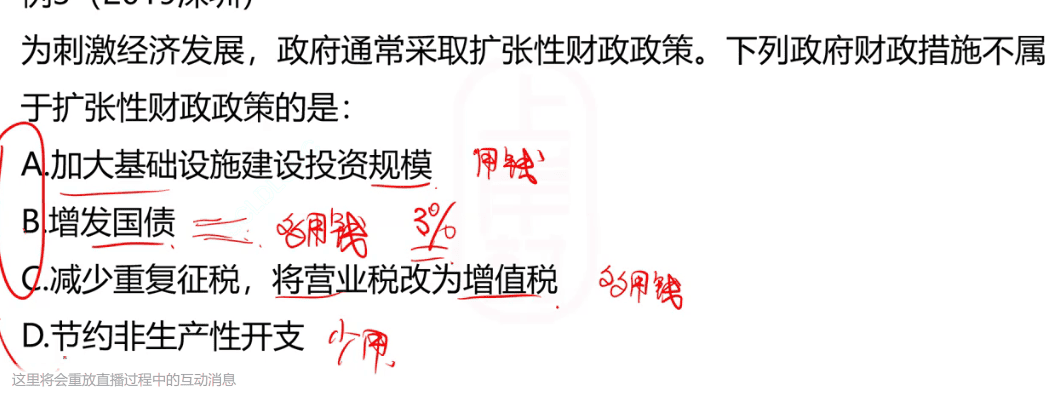 例3（2019深圳）
为刺激经济发展，政府通常采取扩张性财政政策。下列政府财政措施不属
于扩张性财政政策的是：
A.加大基础设施建设投资规模 用钱
B.增发国债 多用钱 3%
C.减少重复征税，将营业税改为增值税 多用钱
D.节约非生产性开支 少用
这里将会重放直播过程中的互动消息